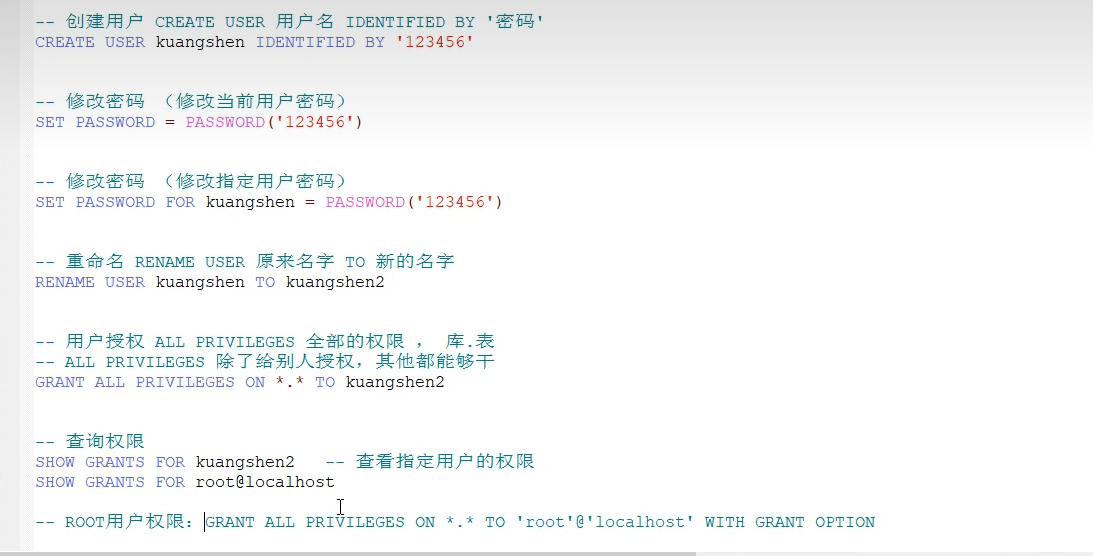 -- 创建用户 CREATE USER 用户名 IDENTIFIED BY '密码'
CREATE USER kuangshen IDENTIFIED BY '123456'
-- 修改密码 （修改当前用户密码）
SET PASSWORD = PASSWORD('123456')
-- 修改密码 （修改指定用户密码）
SET PASSWORD FOR kuangshen = PASSWORD('123456')
-- 重命名 RENAME USER 原来名字 TO 新的名字
RENAME USER kuangshen TO kuangshen2
-- 用户授权 ALL PRIVILEGES 全部的权限 ， 库.表
-- ALL PRIVILEGES 除了给别人授权，其他都能够干
GRANT ALL PRIVILEGES ON *.* TO kuangshen2
-- 查询权限
SHOW GRANTS FOR kuangshen2 -- 查看指定用户的权限
SHOW GRANTS FOR root@localhost
-- ROOT用户权限：GRANT ALL PRIVILEGES ON *.* TO 'root'@'localhost' WITH GRANT OPTION